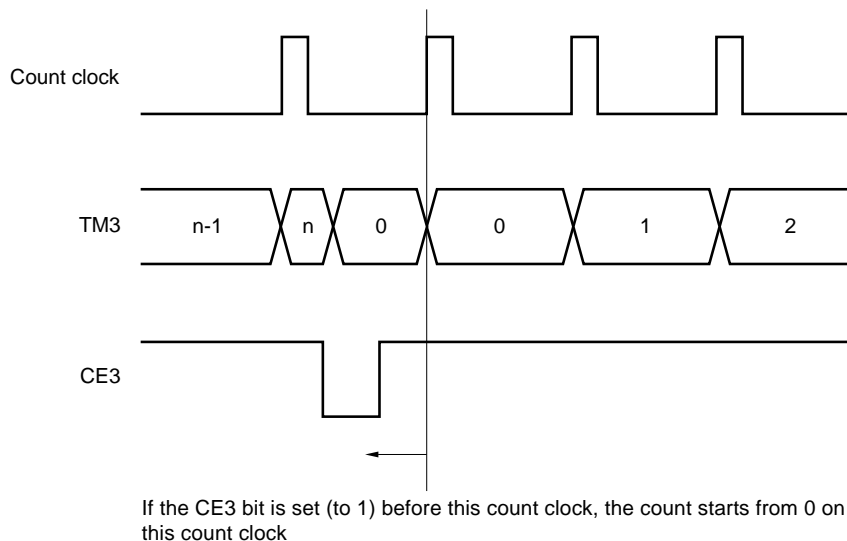 Count clock
TM3
n-1
n
0
0
1
2
CE3
If the CE3 bit is set (to 1) before this count clock, the count starts from 0 on
this count clock